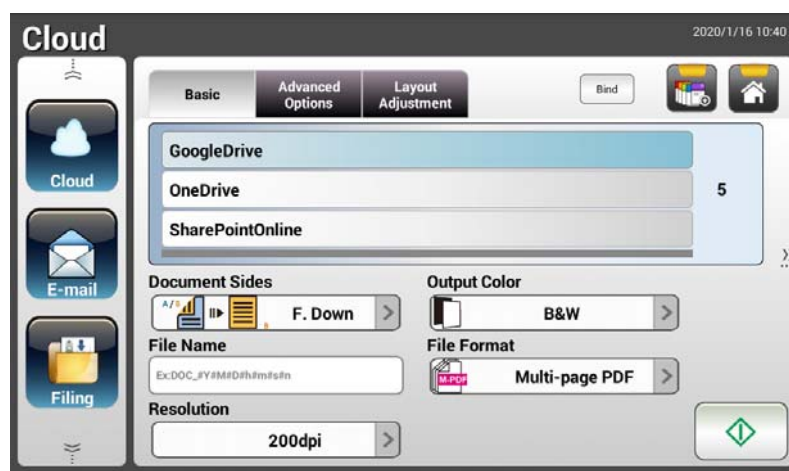 Cloud
2020/1/16 10:40
Basic
Advanced
Options
Layout
Adjustment
Bind
Cloud
GoogleDrive
OneDrive
5
SharePointOnline
E-mail
Document Sides
Output Color
A/B
F. Down
B&W
File Name
File Format
Ex:DOC_#Y#M#D#h#m#s#n
M-PDF
Multi-page PDF
Filing
Resolution
200dpi